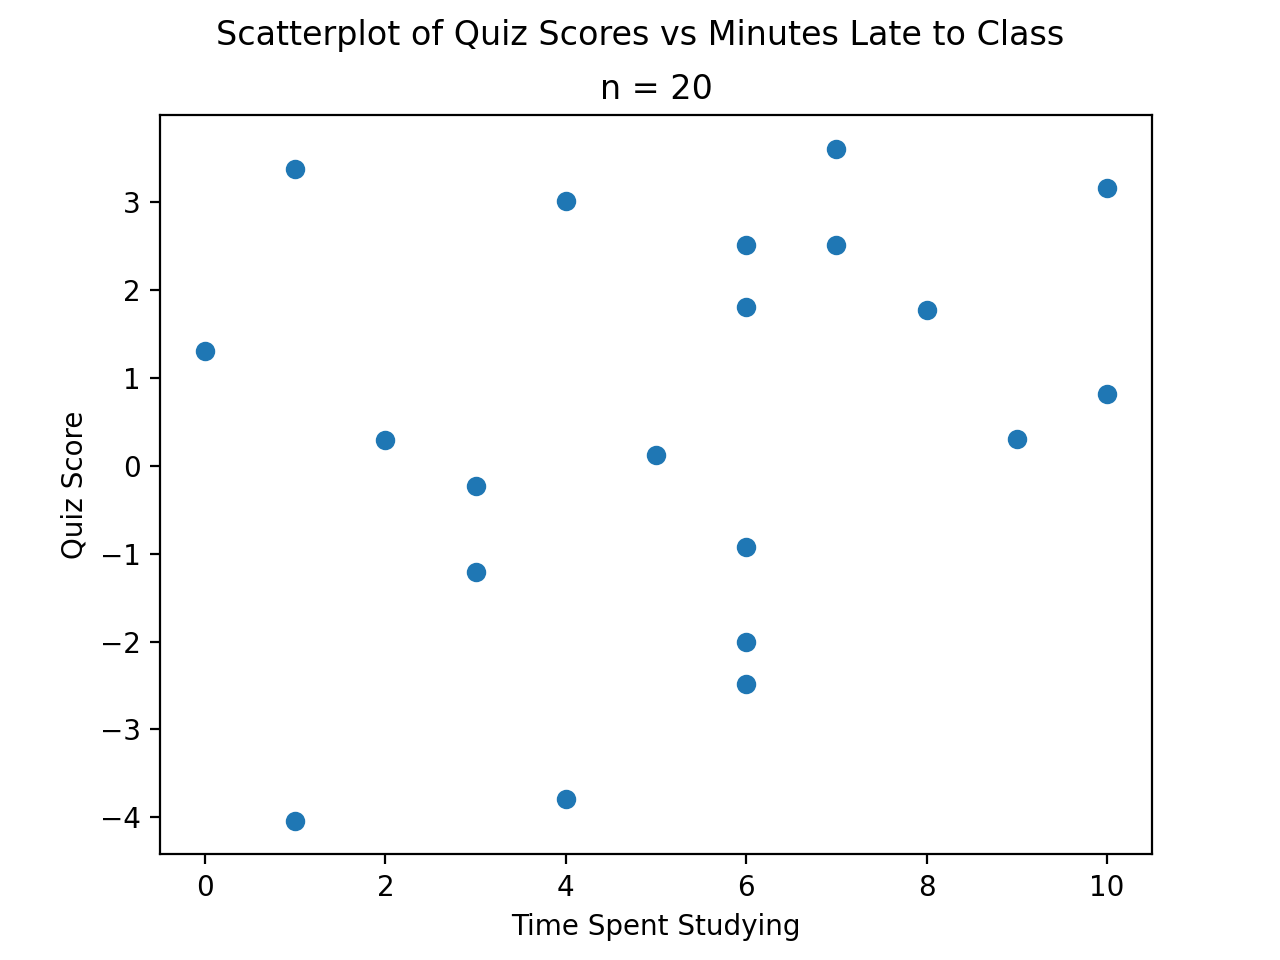 Scatterplot of Quiz Scores vs Minutes Late to Class
n = 20
3
2
1
0
−1
−2
−3
−4
Quiz Score
0 2 4 6 8 10
Time Spent Studying